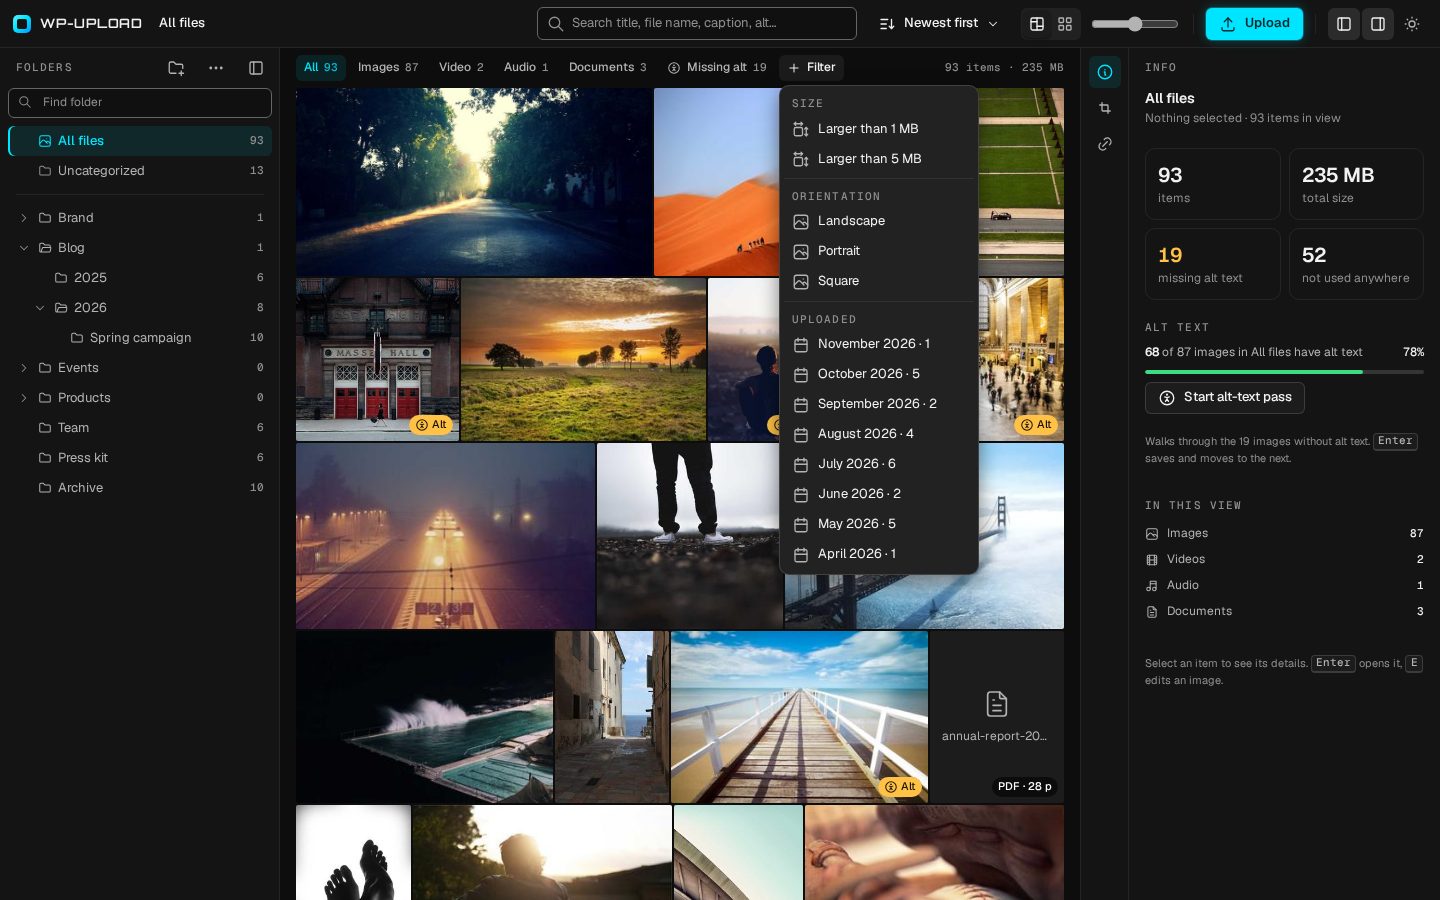 WP-UPLOAD All files
Search title, file name, caption, alt…
Newest first
Upload
FOLDERS
Find folder
All files 93
Uncategorized 13
Brand 1
Blog 1
2025 6
2026 8
Spring campaign 10
Events 0
Products 0
Team 6
Press kit 6
Archive 10
All 93 Images 87 Video 2 Audio 1 Documents 3 Missing alt 19 Filter
93 items · 235 MB
SIZE
Larger than 1 MB
Larger than 5 MB
ORIENTATION
Landscape
Portrait
Square
UPLOADED
November 2026 · 1
October 2026 · 5
September 2026 · 2
August 2026 · 4
July 2026 · 6
June 2026 · 2
May 2026 · 5
April 2026 · 1
MASSEY HALL
Alt
Alt
Alt
annual-report-20…
PDF · 28 p
INFO
All files
Nothing selected · 93 items in view
93
items
235 MB
total size
19
missing alt text
52
not used anywhere
ALT TEXT
68 of 87 images in All files have alt text 78%
Start alt-text pass
Walks through the 19 images without alt text. Enter
saves and moves to the next.
IN THIS VIEW
Images 87
Videos 2
Audio 1
Documents 3
Select an item to see its details. Enter opens it, E
edits an image.